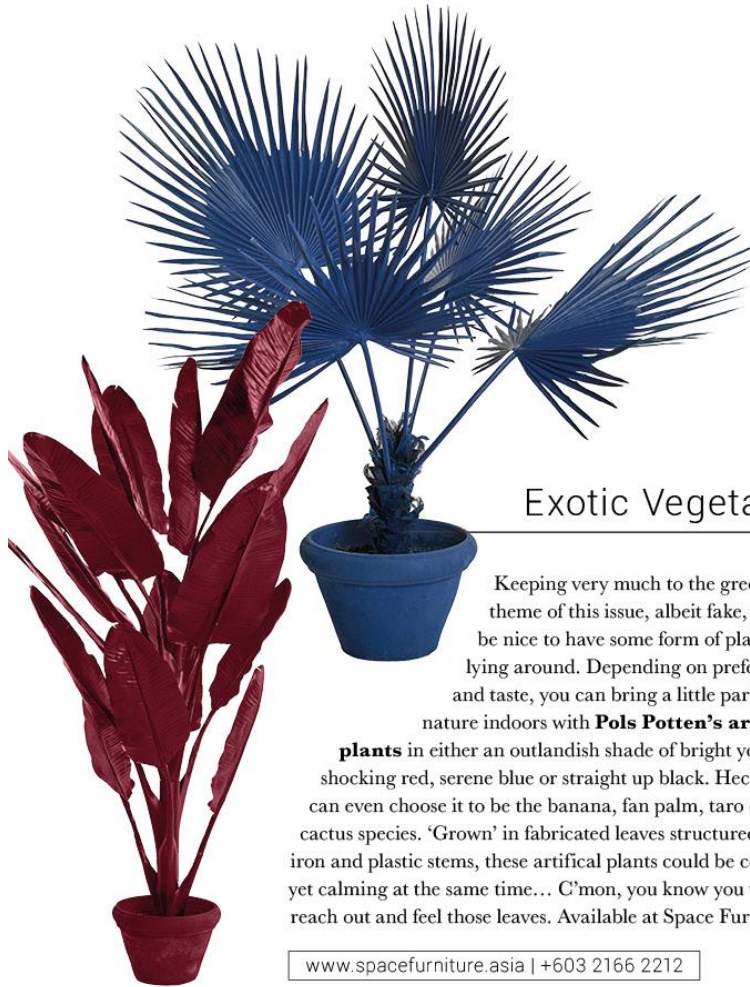 Exotic Vegeta
Keeping very much to the gree
theme of this issue, albeit fake,
be nice to have some form of pla
lying around. Depending on prefe
and taste, you can bring a little par
nature indoors with Pols Potten’s ar
plants in either an outlandish shade of bright ye
shocking red, serene blue or straight up black. Hec
can even choose it to be the banana, fan palm, taro
cactus species. ‘Grown’ in fabricated leaves structured
iron and plastic stems, these artifical plants could be c
yet calming at the same time… C’mon, you know you
reach out and feel those leaves. Available at Space Fur
www.spacefurniture.asia | +603 2166 2212